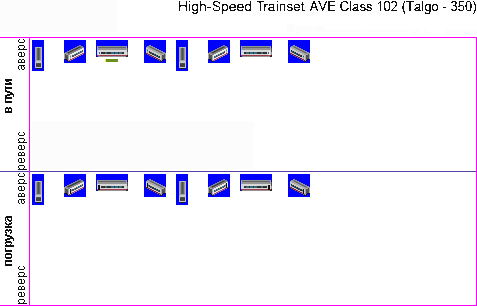 High-Speed Trainset AVE Class 102 (Talgo - 350)
в пути
аверс
реверс
погрузка
аверс
реверс